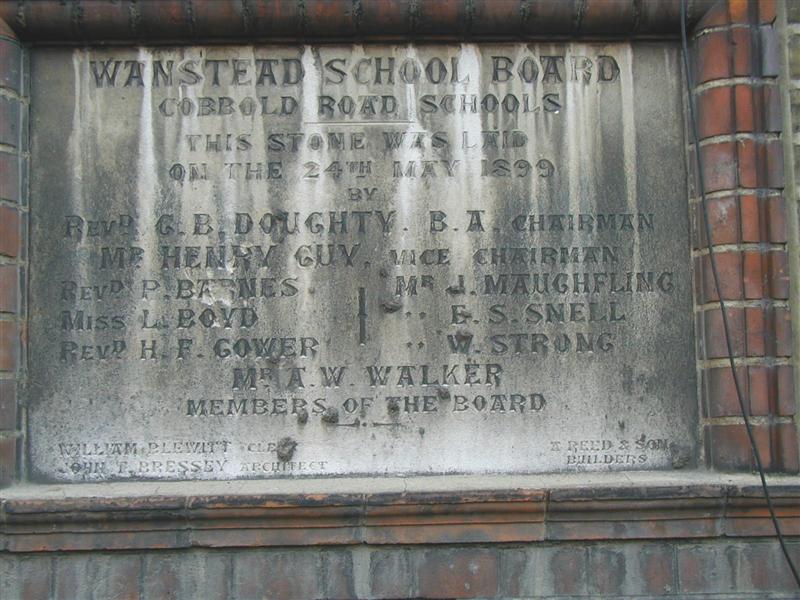 WANSTEAD SCHOOL BOARD
COBBOLD ROAD SCHOOLS
THIS STONE WAS LAID
ON THE 24TH MAY 1899
BY
REVD. G. B. DOUGHTY. B. A. CHAIRMAN
MR HENRY GUY, VICE CHAIRMAN
REVD. P. BARNES MR J. MAUGHFLING
MISS L. BOYD " E. S. SNELL
REVD. H. F. GOWER " W. STRONG
MR A. W. WALKER
MEMBERS OF THE BOARD
WILLIAM BLEWITT A REED & SON
JOHN T. BRESSEY ARCHITECT BUILDERS